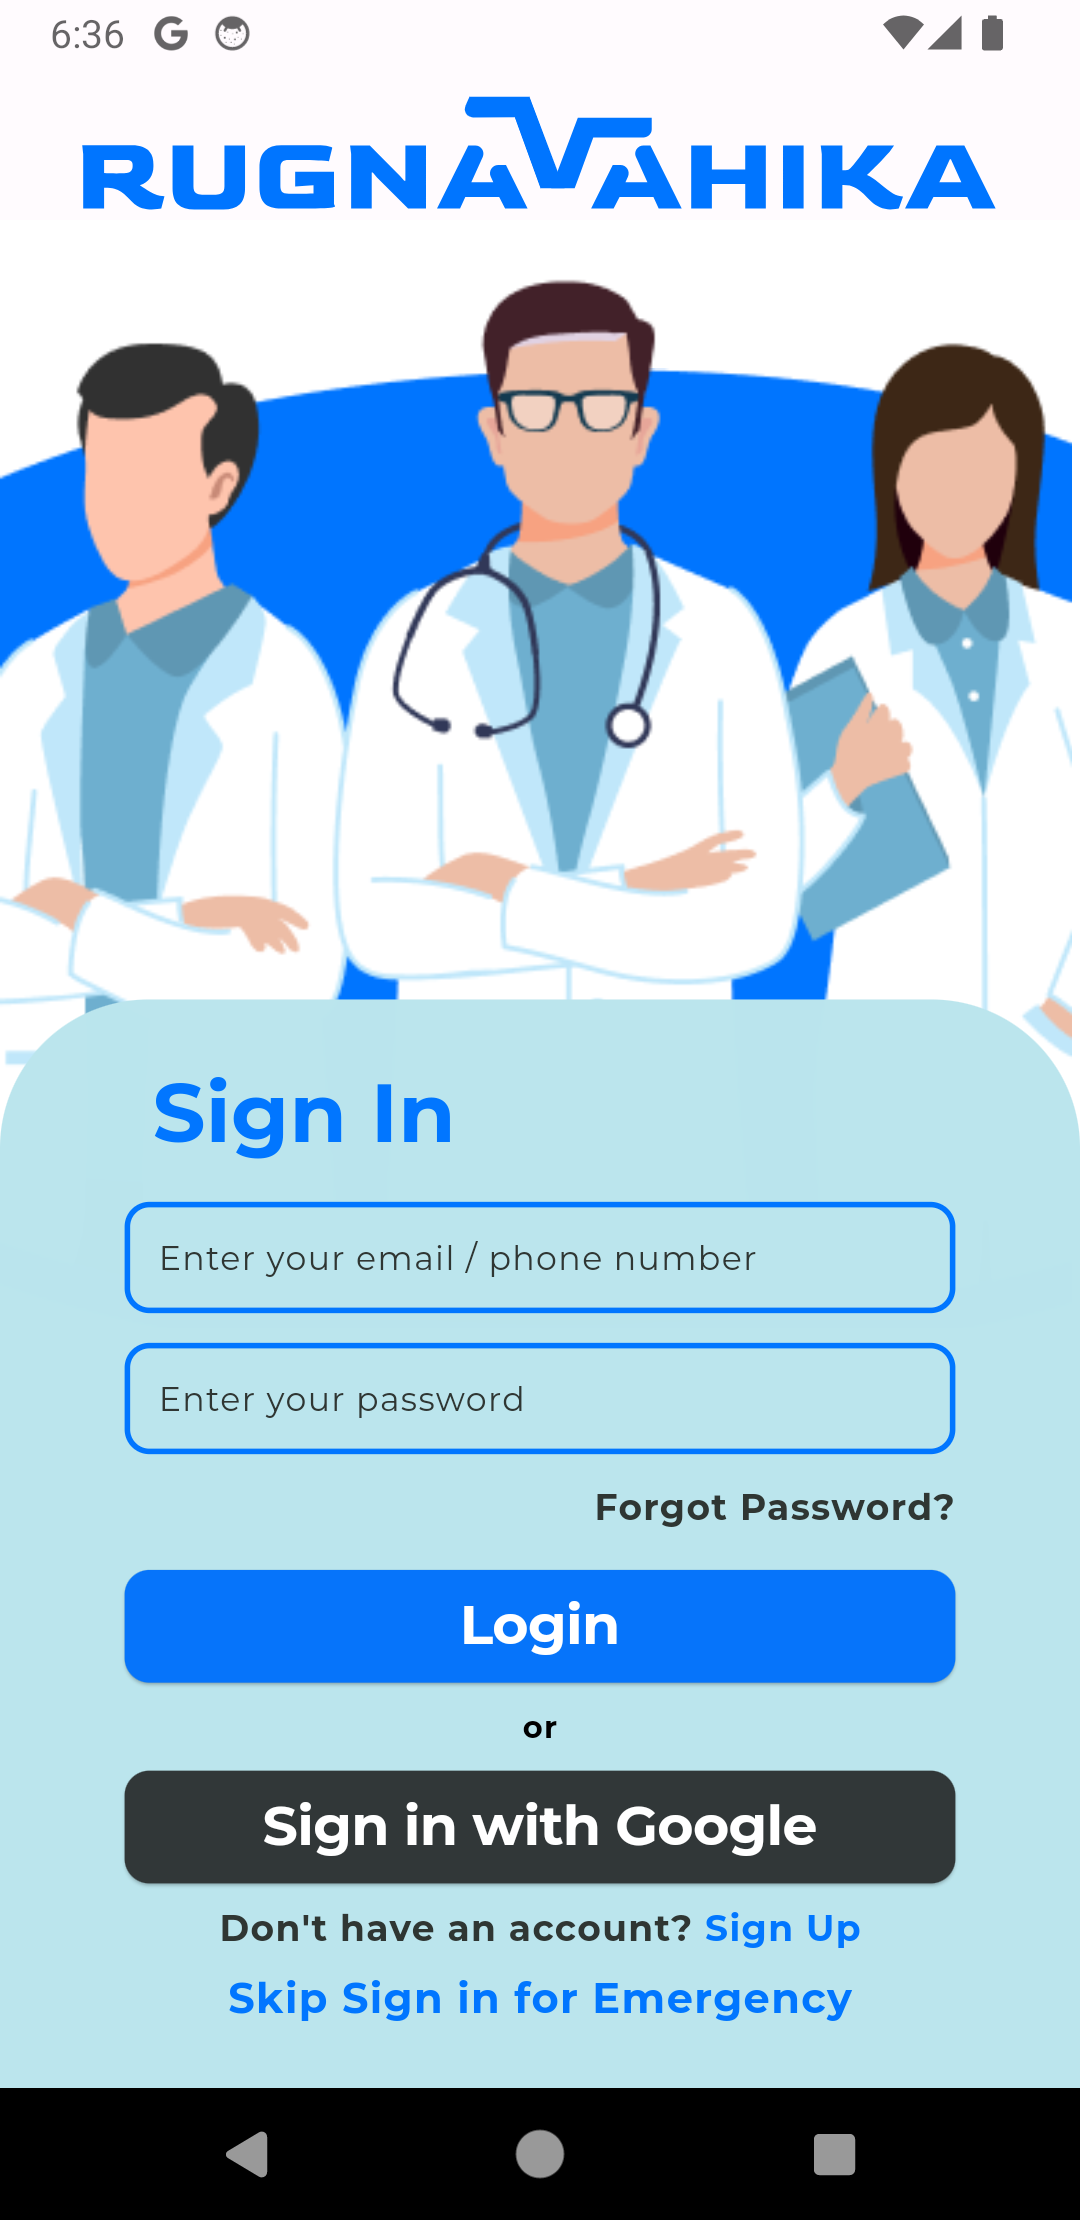 6:36
RUGNAVAHIKA
Sign In
Enter your email / phone number
Enter your password
Forgot Password?
Login
or
Sign in with Google
Don't have an account? Sign Up
Skip Sign in for Emergency